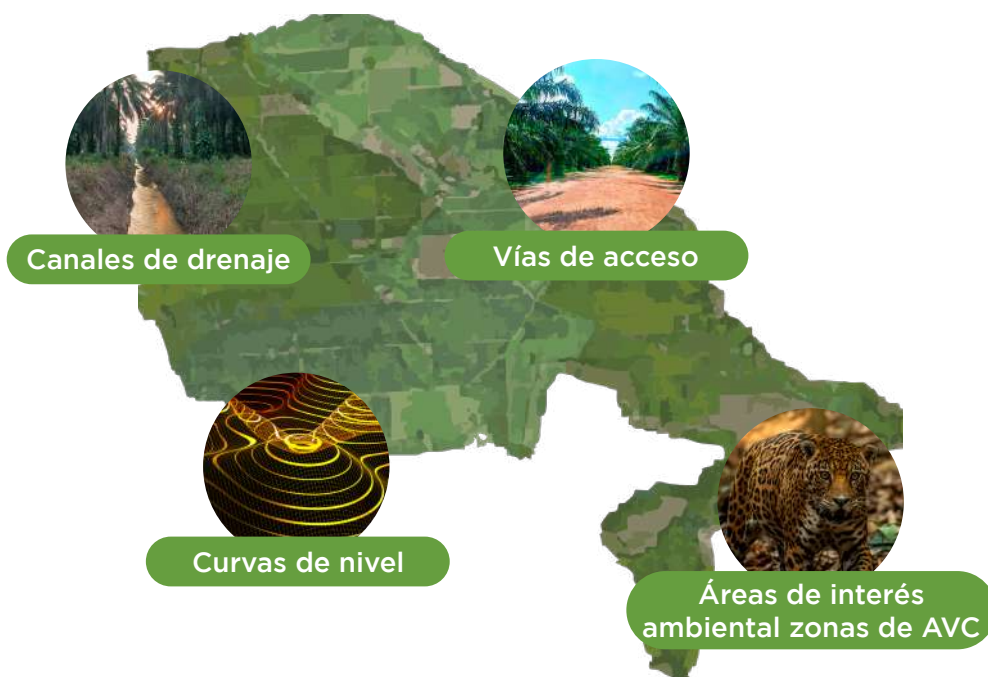 Canales de drenaje
Vías de acceso
Curvas de nivel
Áreas de interés
ambiental zonas de AVC